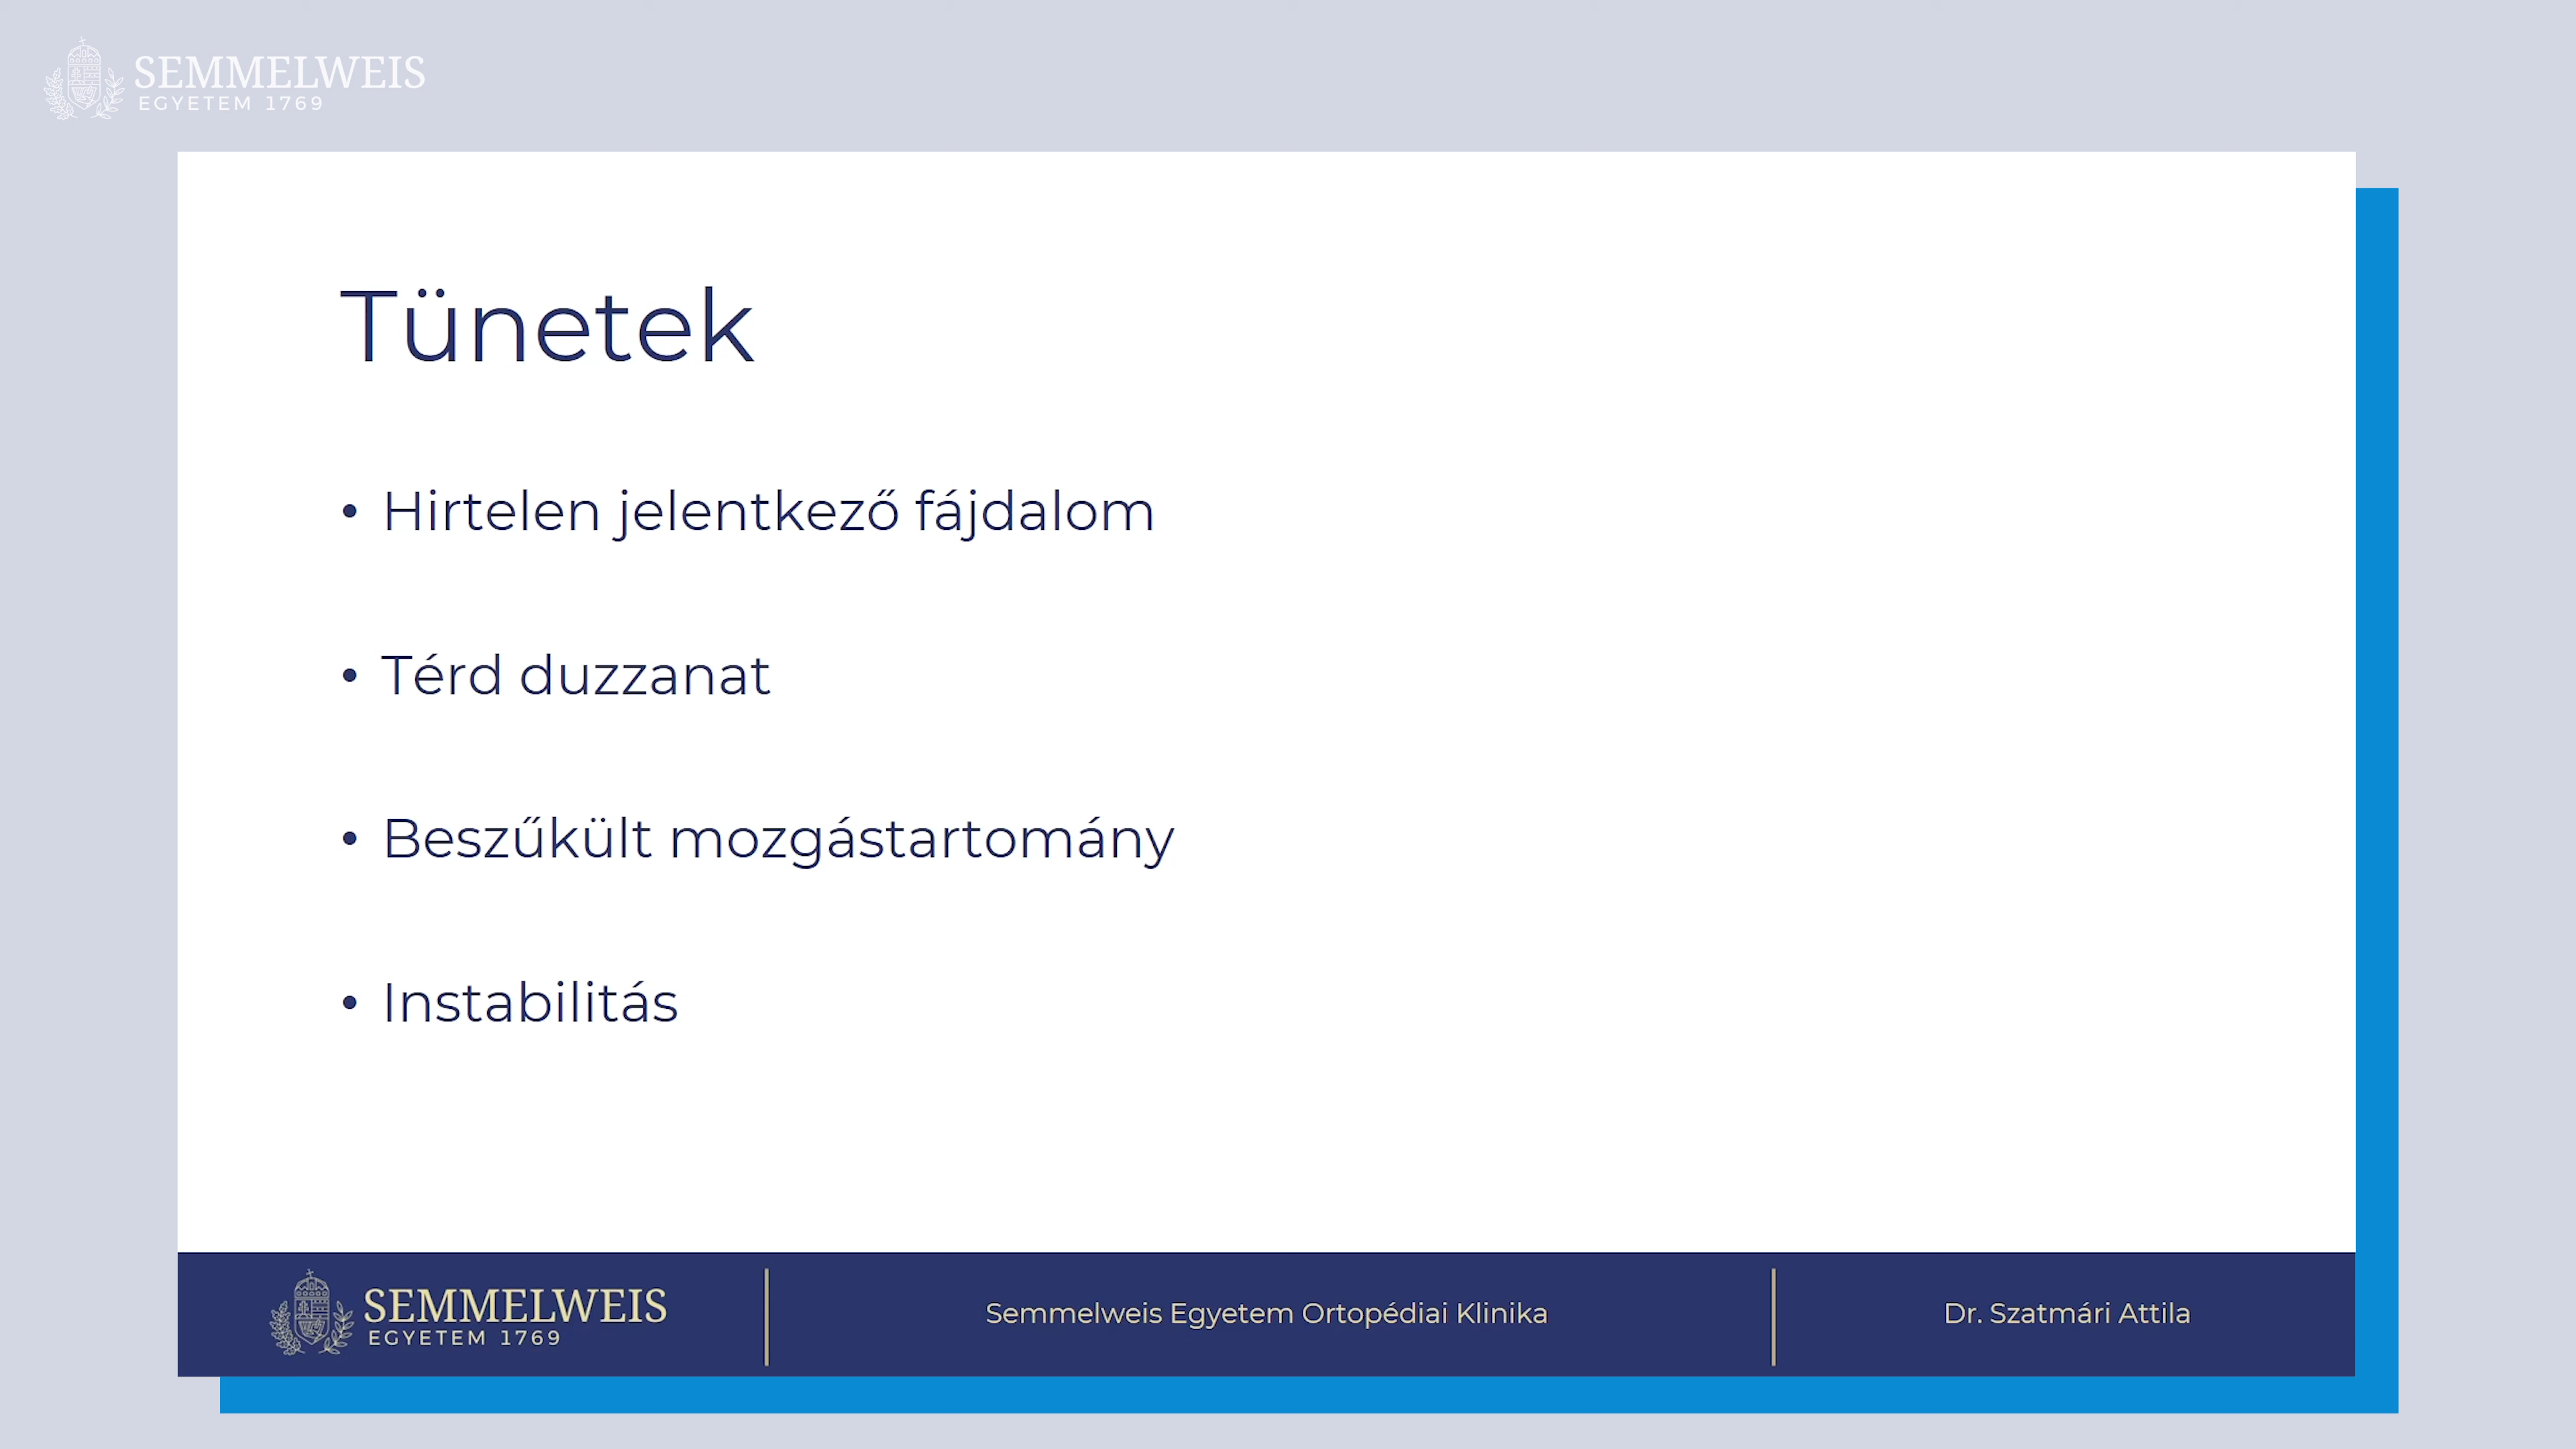 SEMMELWEIS
EGYETEM 1769
Tünetek
• Hirtelen jelentkező fájdalom
• Térd duzzanat
• Beszűkült mozgástartomány
• Instabilitás
SEMMELWEIS
EGYETEM 1769
Semmelweis Egyetem Ortopédiai Klinika
Dr. Szatmári Attila